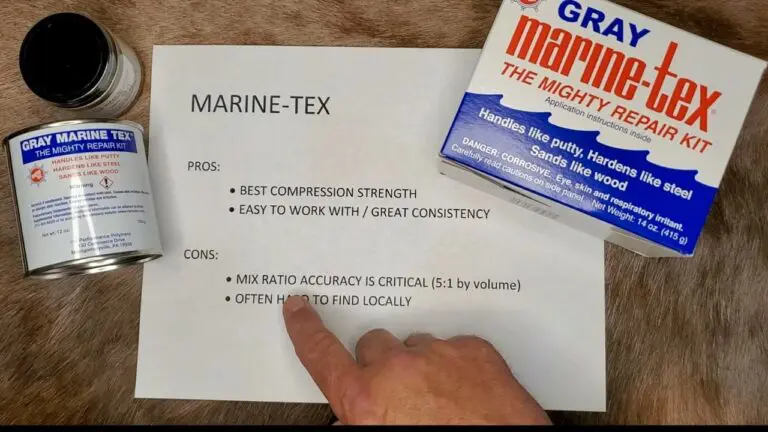 GRAY
marine-tex®
THE MIGHTY REPAIR KIT
Application instructions inside
Handles like putty, Hardens like steel
Sands like wood
DANGER: CORROSIVE. Eye, skin and respiratory irritant.
Carefully read cautions on side panel
Net Weight: 14 oz. (415 g)
GRAY MARINE TEX
THE MIGHTY REPAIR KIT
HANDLES LIKE PUTTY
HARDENS LIKE STEEL
SANDS LIKE WOOD
Warning
MARINE-TEX
PROS:
• BEST COMPRESSION STRENGTH
• EASY TO WORK WITH / GREAT CONSISTENCY
CONS:
• MIX RATIO ACCURACY IS CRITICAL (5:1 by volume)
• OFTEN HARD TO FIND LOCALLY